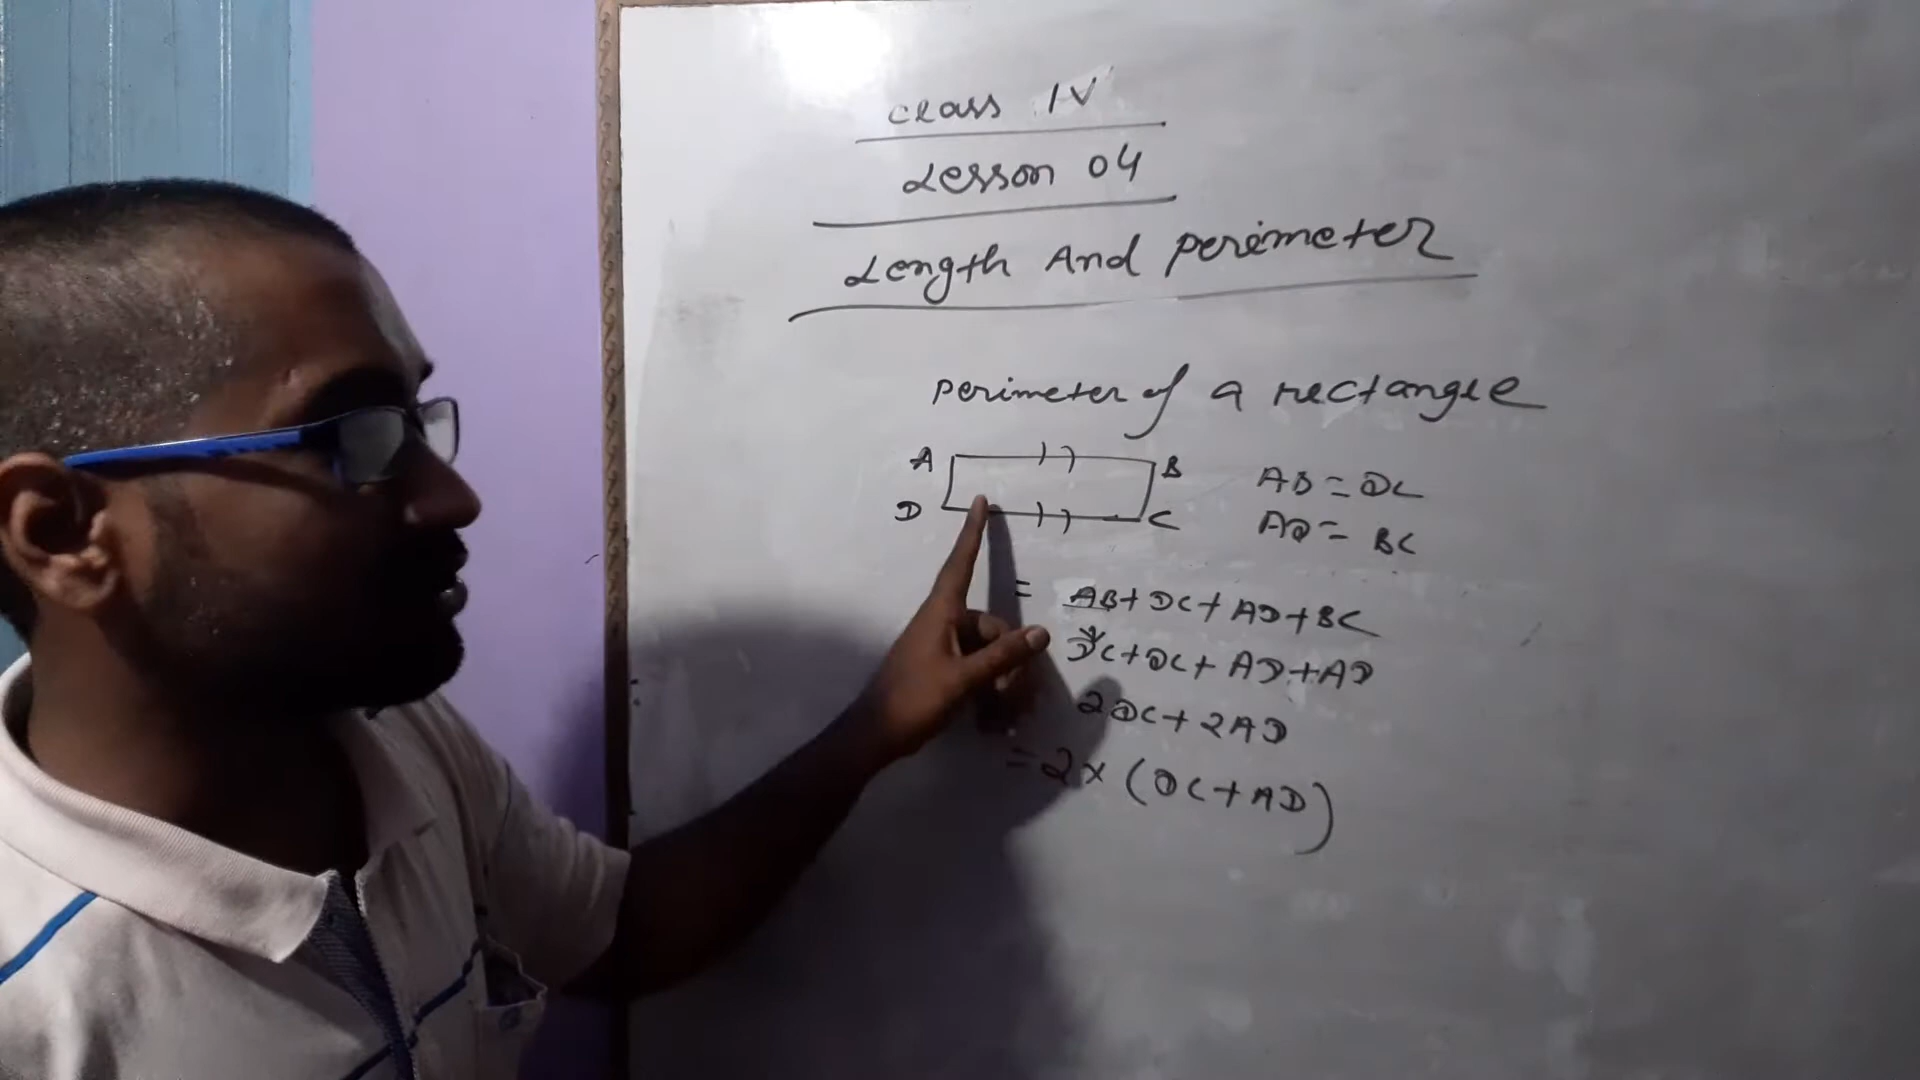 class IV
Lesson 04
Length And perimeter
perimeter of a rectangle
A B
D C
AB = DC
AD = BC
= AB + DC + AD + BC
DC + DC + AD + AD
2DC + 2AD
= 2 x (DC + AD)